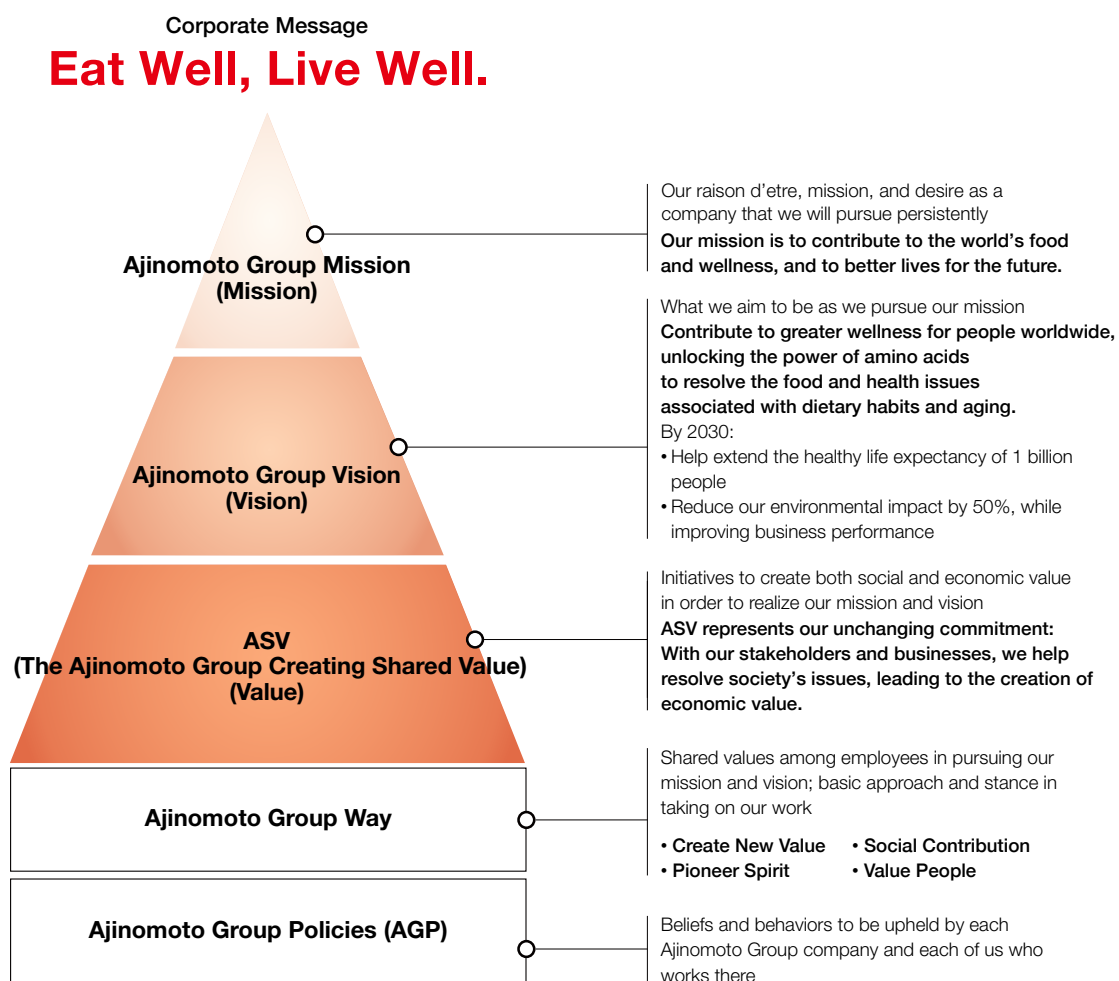 Corporate Message
Eat Well, Live Well.
Ajinomoto Group Mission
(Mission)
Our raison d'etre, mission, and desire as a
company that we will pursue persistently
Our mission is to contribute to the world's food
and wellness, and to better lives for the future.
Ajinomoto Group Vision
(Vision)
What we aim to be as we pursue our mission
Contribute to greater wellness for people worldwide,
unlocking the power of amino acids
to resolve the food and health issues
associated with dietary habits and aging.
By 2030:
• Help extend the healthy life expectancy of 1 billion
people
• Reduce our environmental impact by 50%, while
improving business performance
ASV
(The Ajinomoto Group Creating Shared Value)
(Value)
Initiatives to create both social and economic value
in order to realize our mission and vision
ASV represents our unchanging commitment:
With our stakeholders and businesses, we help
resolve society's issues, leading to the creation of
economic value.
Ajinomoto Group Way
Shared values among employees in pursuing our
mission and vision; basic approach and stance in
taking on our work
• Create New Value • Social Contribution
• Pioneer Spirit • Value People
Ajinomoto Group Policies (AGP)
Beliefs and behaviors to be upheld by each
Ajinomoto Group company and each of us who
works there